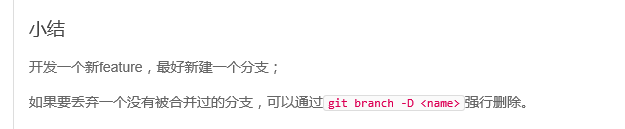 小结
开发一个新feature，最好新建一个分支；
如果要丢弃一个没有被合并过的分支，可以通过git branch -D <name>强行删除。